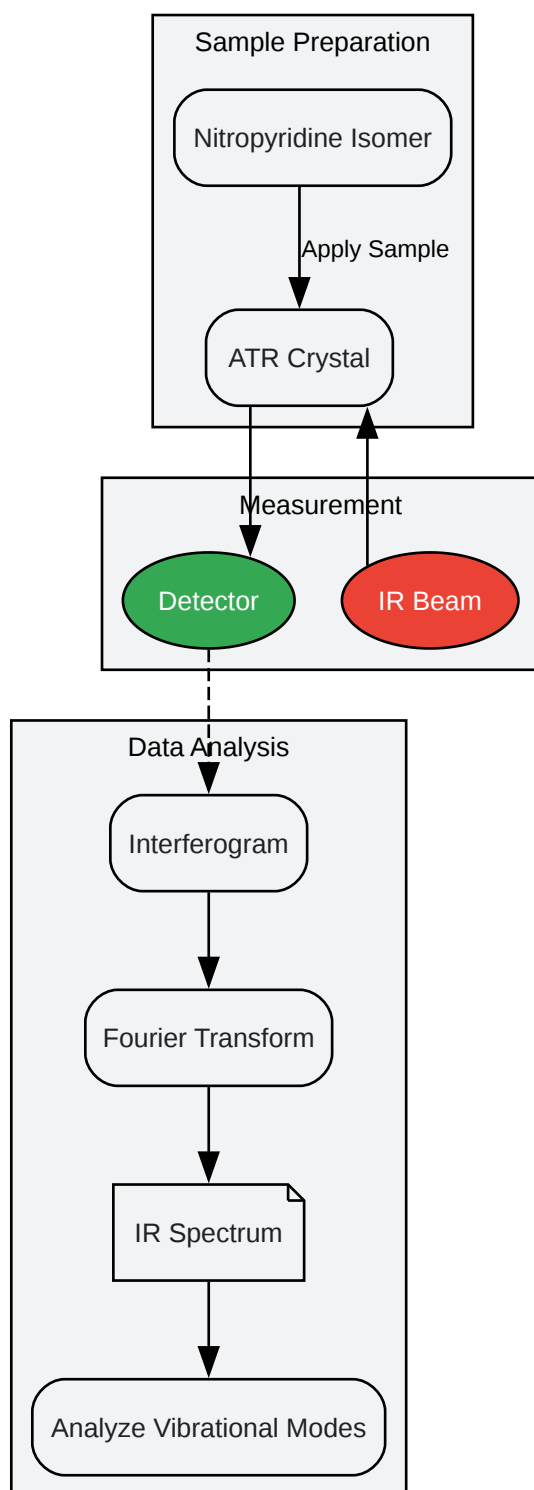 Sample Preparation
Nitropyridine Isomer
Apply Sample
ATR Crystal
Measurement
Detector
IR Beam
Data Analysis
Interferogram
Fourier Transform
IR Spectrum
Analyze Vibrational Modes